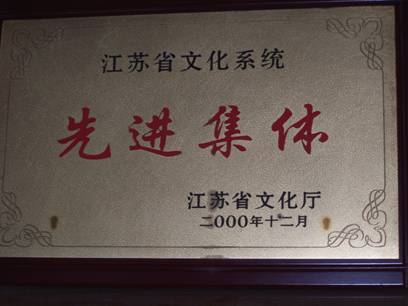 江苏省文化系统
先进集体
江苏省文化厅
二000年十二月